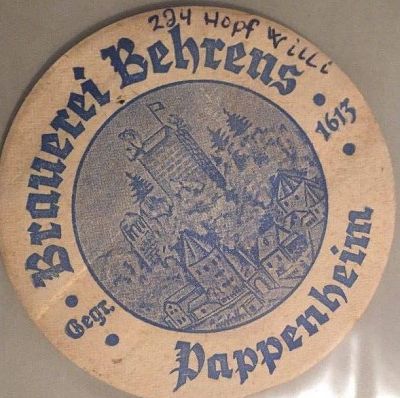 294 Hopf Willi
Brauerei Behrens
Gegr. 1613
Pappenheim